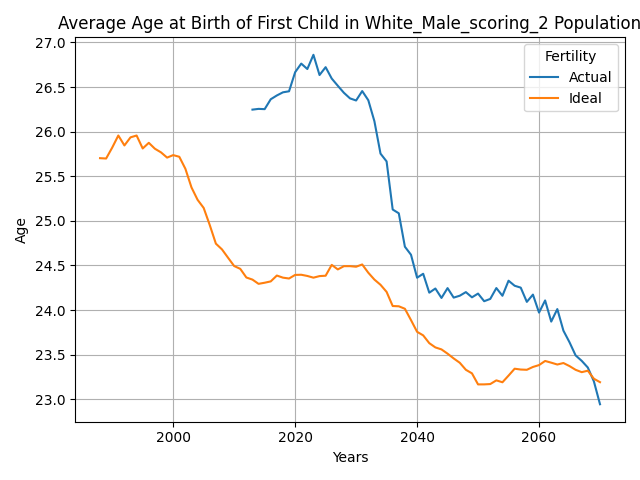 Average Age at Birth of First Child in White_Male_scoring_2 Population
27.0
26.5
26.0
25.5
25.0
24.5
24.0
23.5
23.0
Age
Fertility
Actual
Ideal
2000 2020 2040 2060
Years